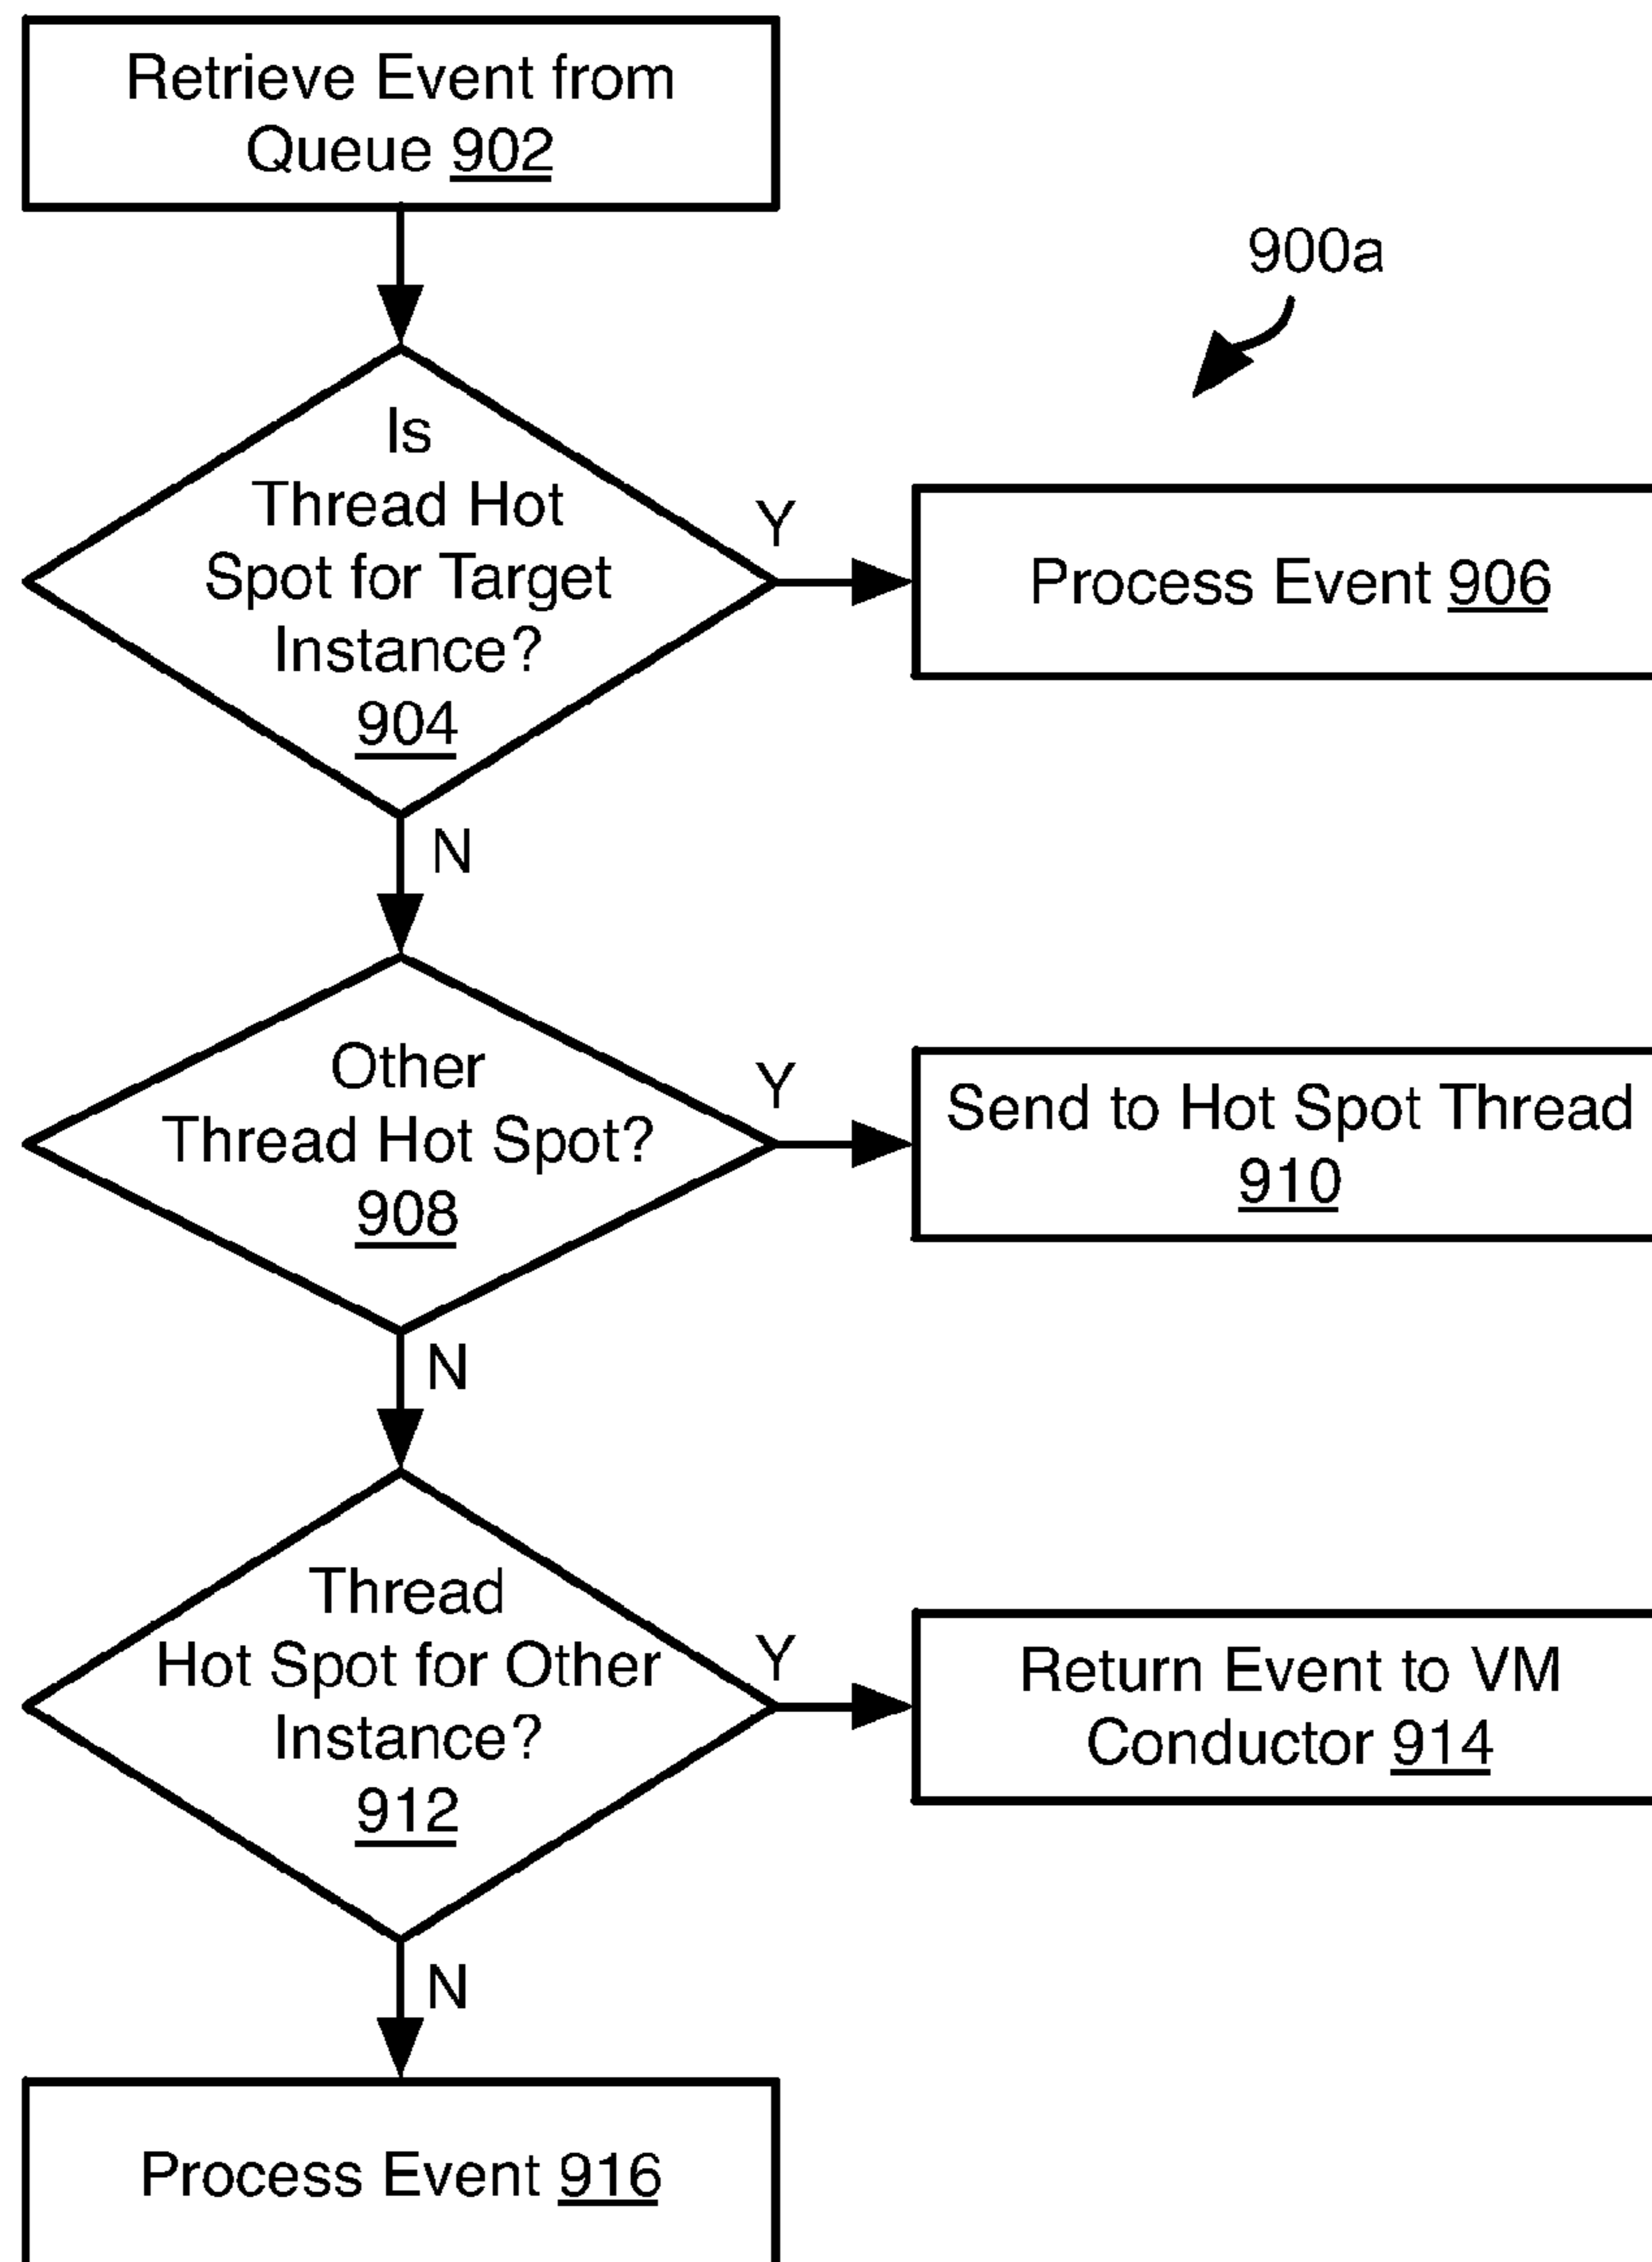 Retrieve Event from
Queue 902
900a
Is
Thread Hot
Spot for Target
Instance?
904
Y
Process Event 906
N
Other
Thread Hot Spot?
908
Y
Send to Hot Spot Thread
910
N
Thread
Hot Spot for Other
Instance?
912
Y
Return Event to VM
Conductor 914
N
Process Event 916